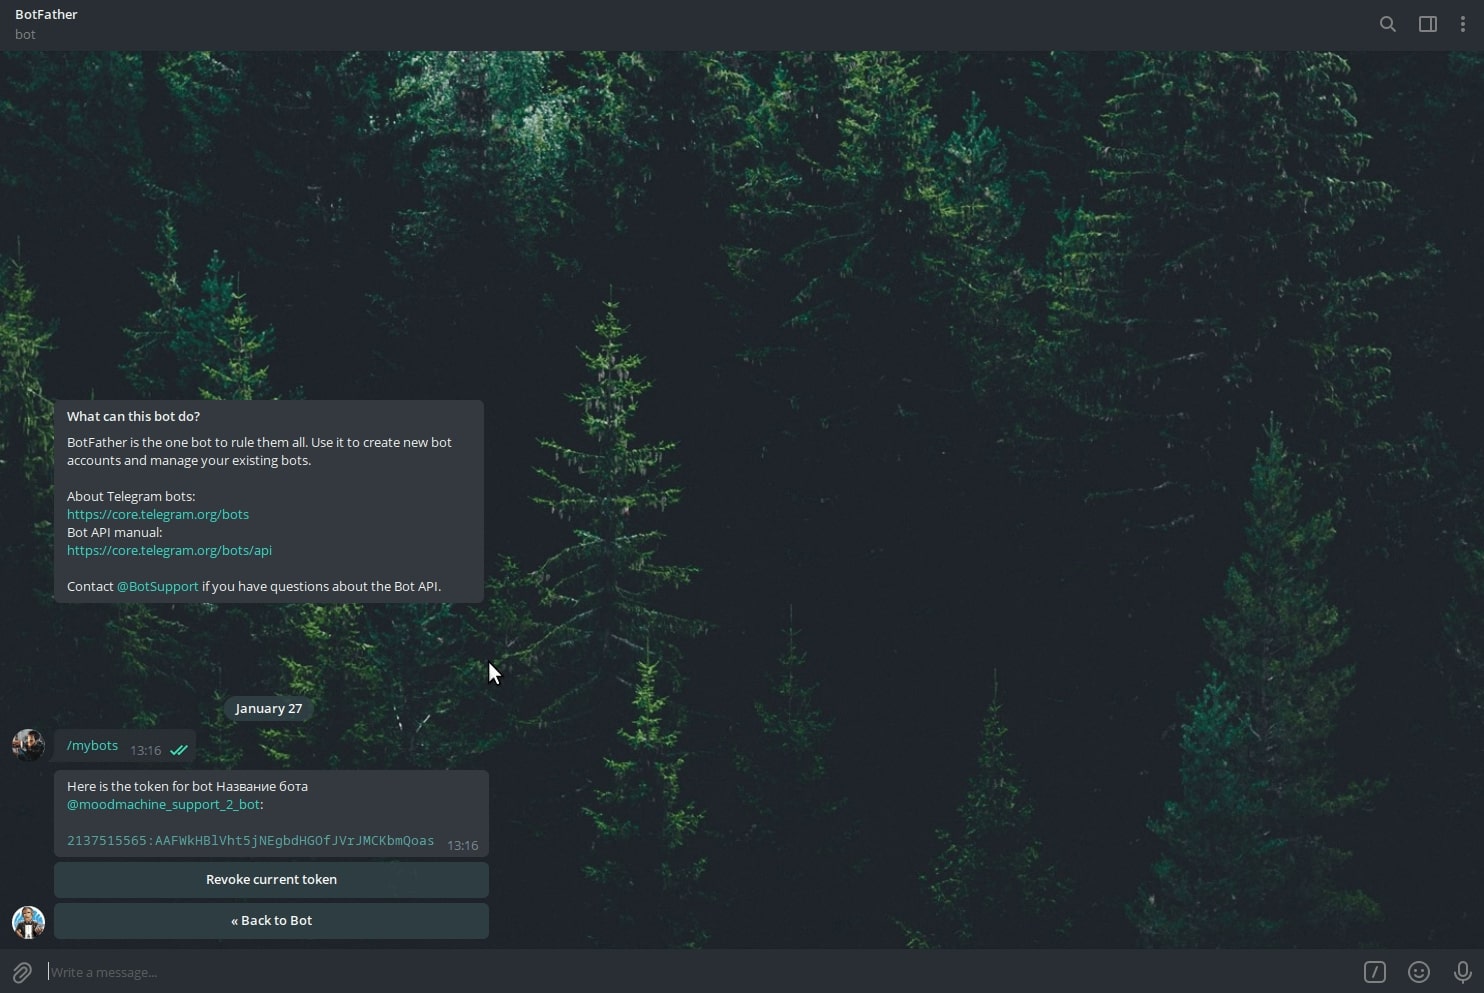 BotFather
bot
What can this bot do?
BotFather is the one bot to rule them all. Use it to create new bot
accounts and manage your existing bots.
About Telegram bots:
https://core.telegram.org/bots
Bot API manual:
https://core.telegram.org/bots/api
Contact @BotSupport if you have questions about the Bot API.
January 27
/mybots 13:16
Here is the token for bot Название бота
@moodmachine_support_2_bot:
2137515565:AAFWkHBlVht5jNEgbdHGOfJVrJMCKbmQoas 13:16
Revoke current token
« Back to Bot
Write a message...